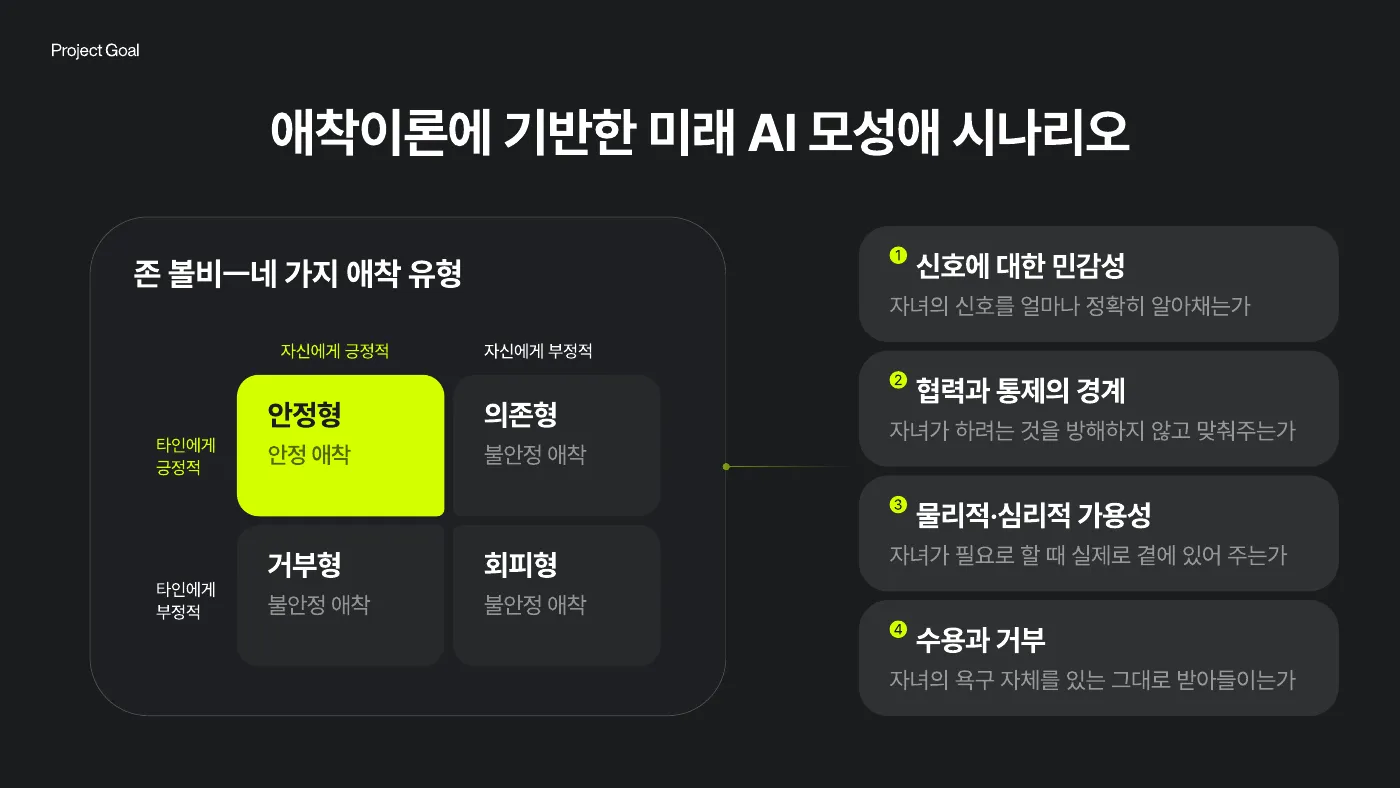 Project Goal
애착이론에 기반한 미래 AI 모성애 시나리오
존 볼비—네 가지 애착 유형
자신에게 긍정적
자신에게 부정적
타인에게
긍정적
안정형
안정 애착
의존형
불안정 애착
타인에게
부정적
거부형
불안정 애착
회피형
불안정 애착
1 신호에 대한 민감성
자녀의 신호를 얼마나 정확히 알아채는가
2 협력과 통제의 경계
자녀가 하려는 것을 방해하지 않고 맞춰주는가
3 물리적·심리적 가용성
자녀가 필요로 할 때 실제로 곁에 있어 주는가
4 수용과 거부
자녀의 욕구 자체를 있는 그대로 받아들이는가